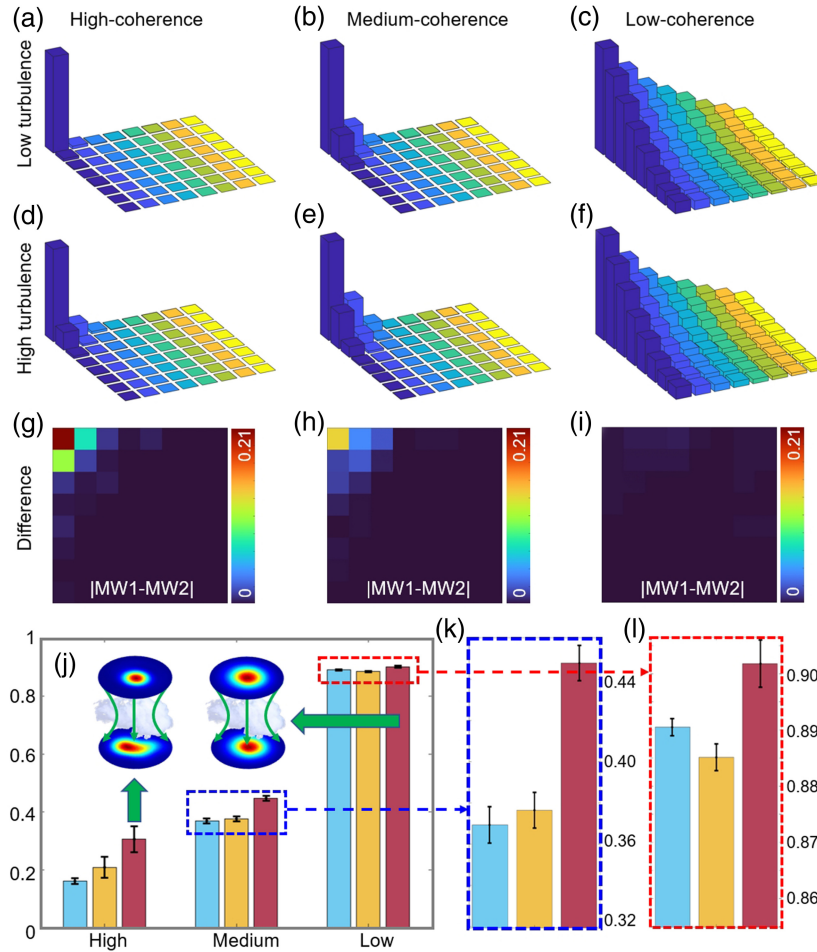 (a) High-coherence (b) Medium-coherence (c) Low-coherence
Low turbulence
(d) (e) (f)
High turbulence
(g) (h) (i)
Difference
0.21 0.21 0.21
|MW1-MW2| 0 |MW1-MW2| 0 |MW1-MW2| 0
(j) (k) (l)
1
0.8
0.6
0.4
0.2
0
High Medium Low
0.44
0.40
0.36
0.32
0.90
0.89
0.88
0.87
0.86